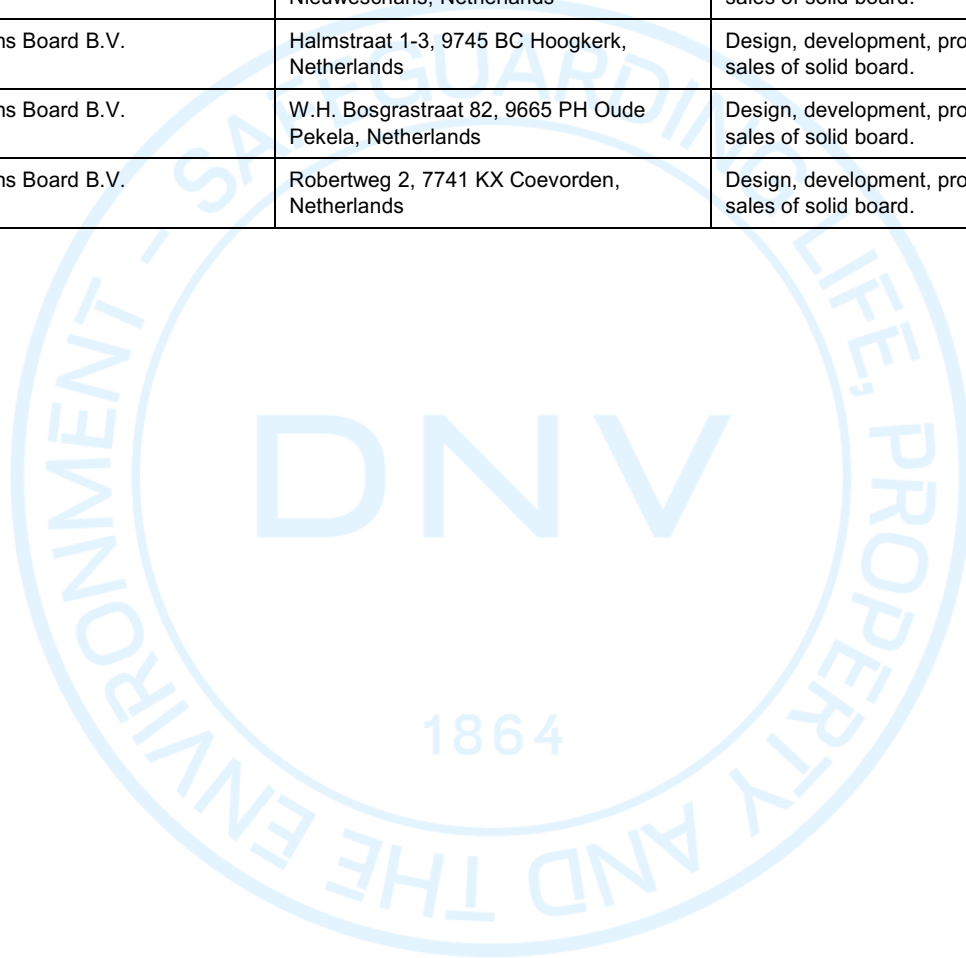 Nieuweschans, Netherlands
sales of solid board.
ns Board B.V.
Halmstraat 1-3, 9745 BC Hoogkerk,
Netherlands
Design, development, pro
sales of solid board.
ns Board B.V.
W.H. Bosgrastraat 82, 9665 PH Oude
Pekela, Netherlands
Design, development, pro
sales of solid board.
ns Board B.V.
Robertweg 2, 7741 KX Coevorden,
Netherlands
Design, development, pro
sales of solid board.
SAFEGUARDING LIFE, PROPERTY AND THE ENVIRONMENT -
DNV
1864